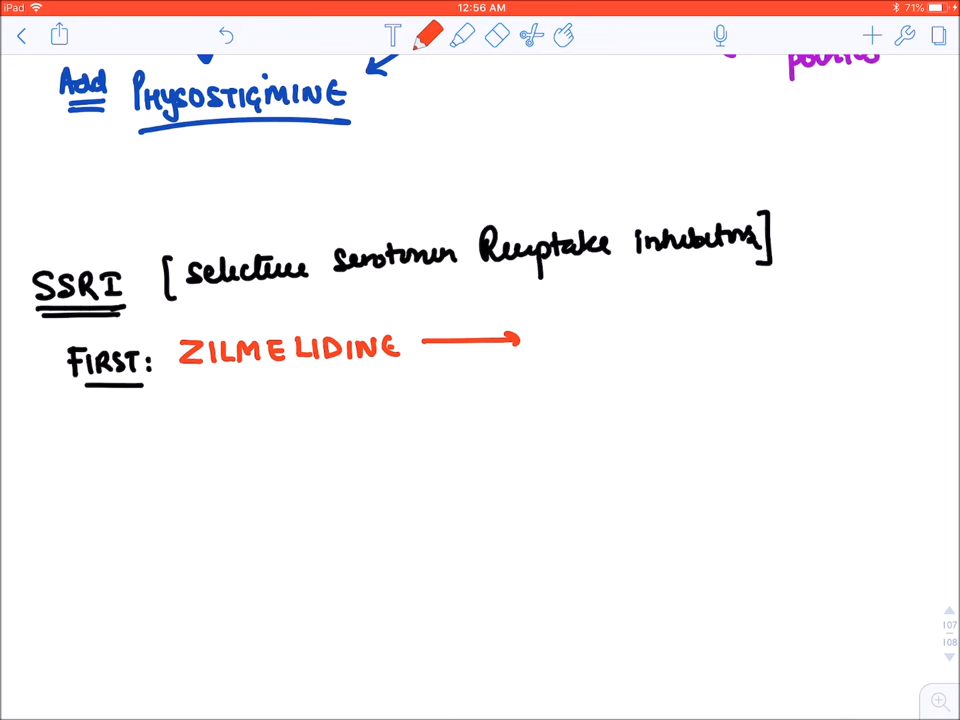 iPad 12:56 AM 71%
T
Add PHYSOSTIGMINE
SSRI [Selective Serotonin Reuptake inhibitors]
FIRST: ZILMELIDINE
107
108